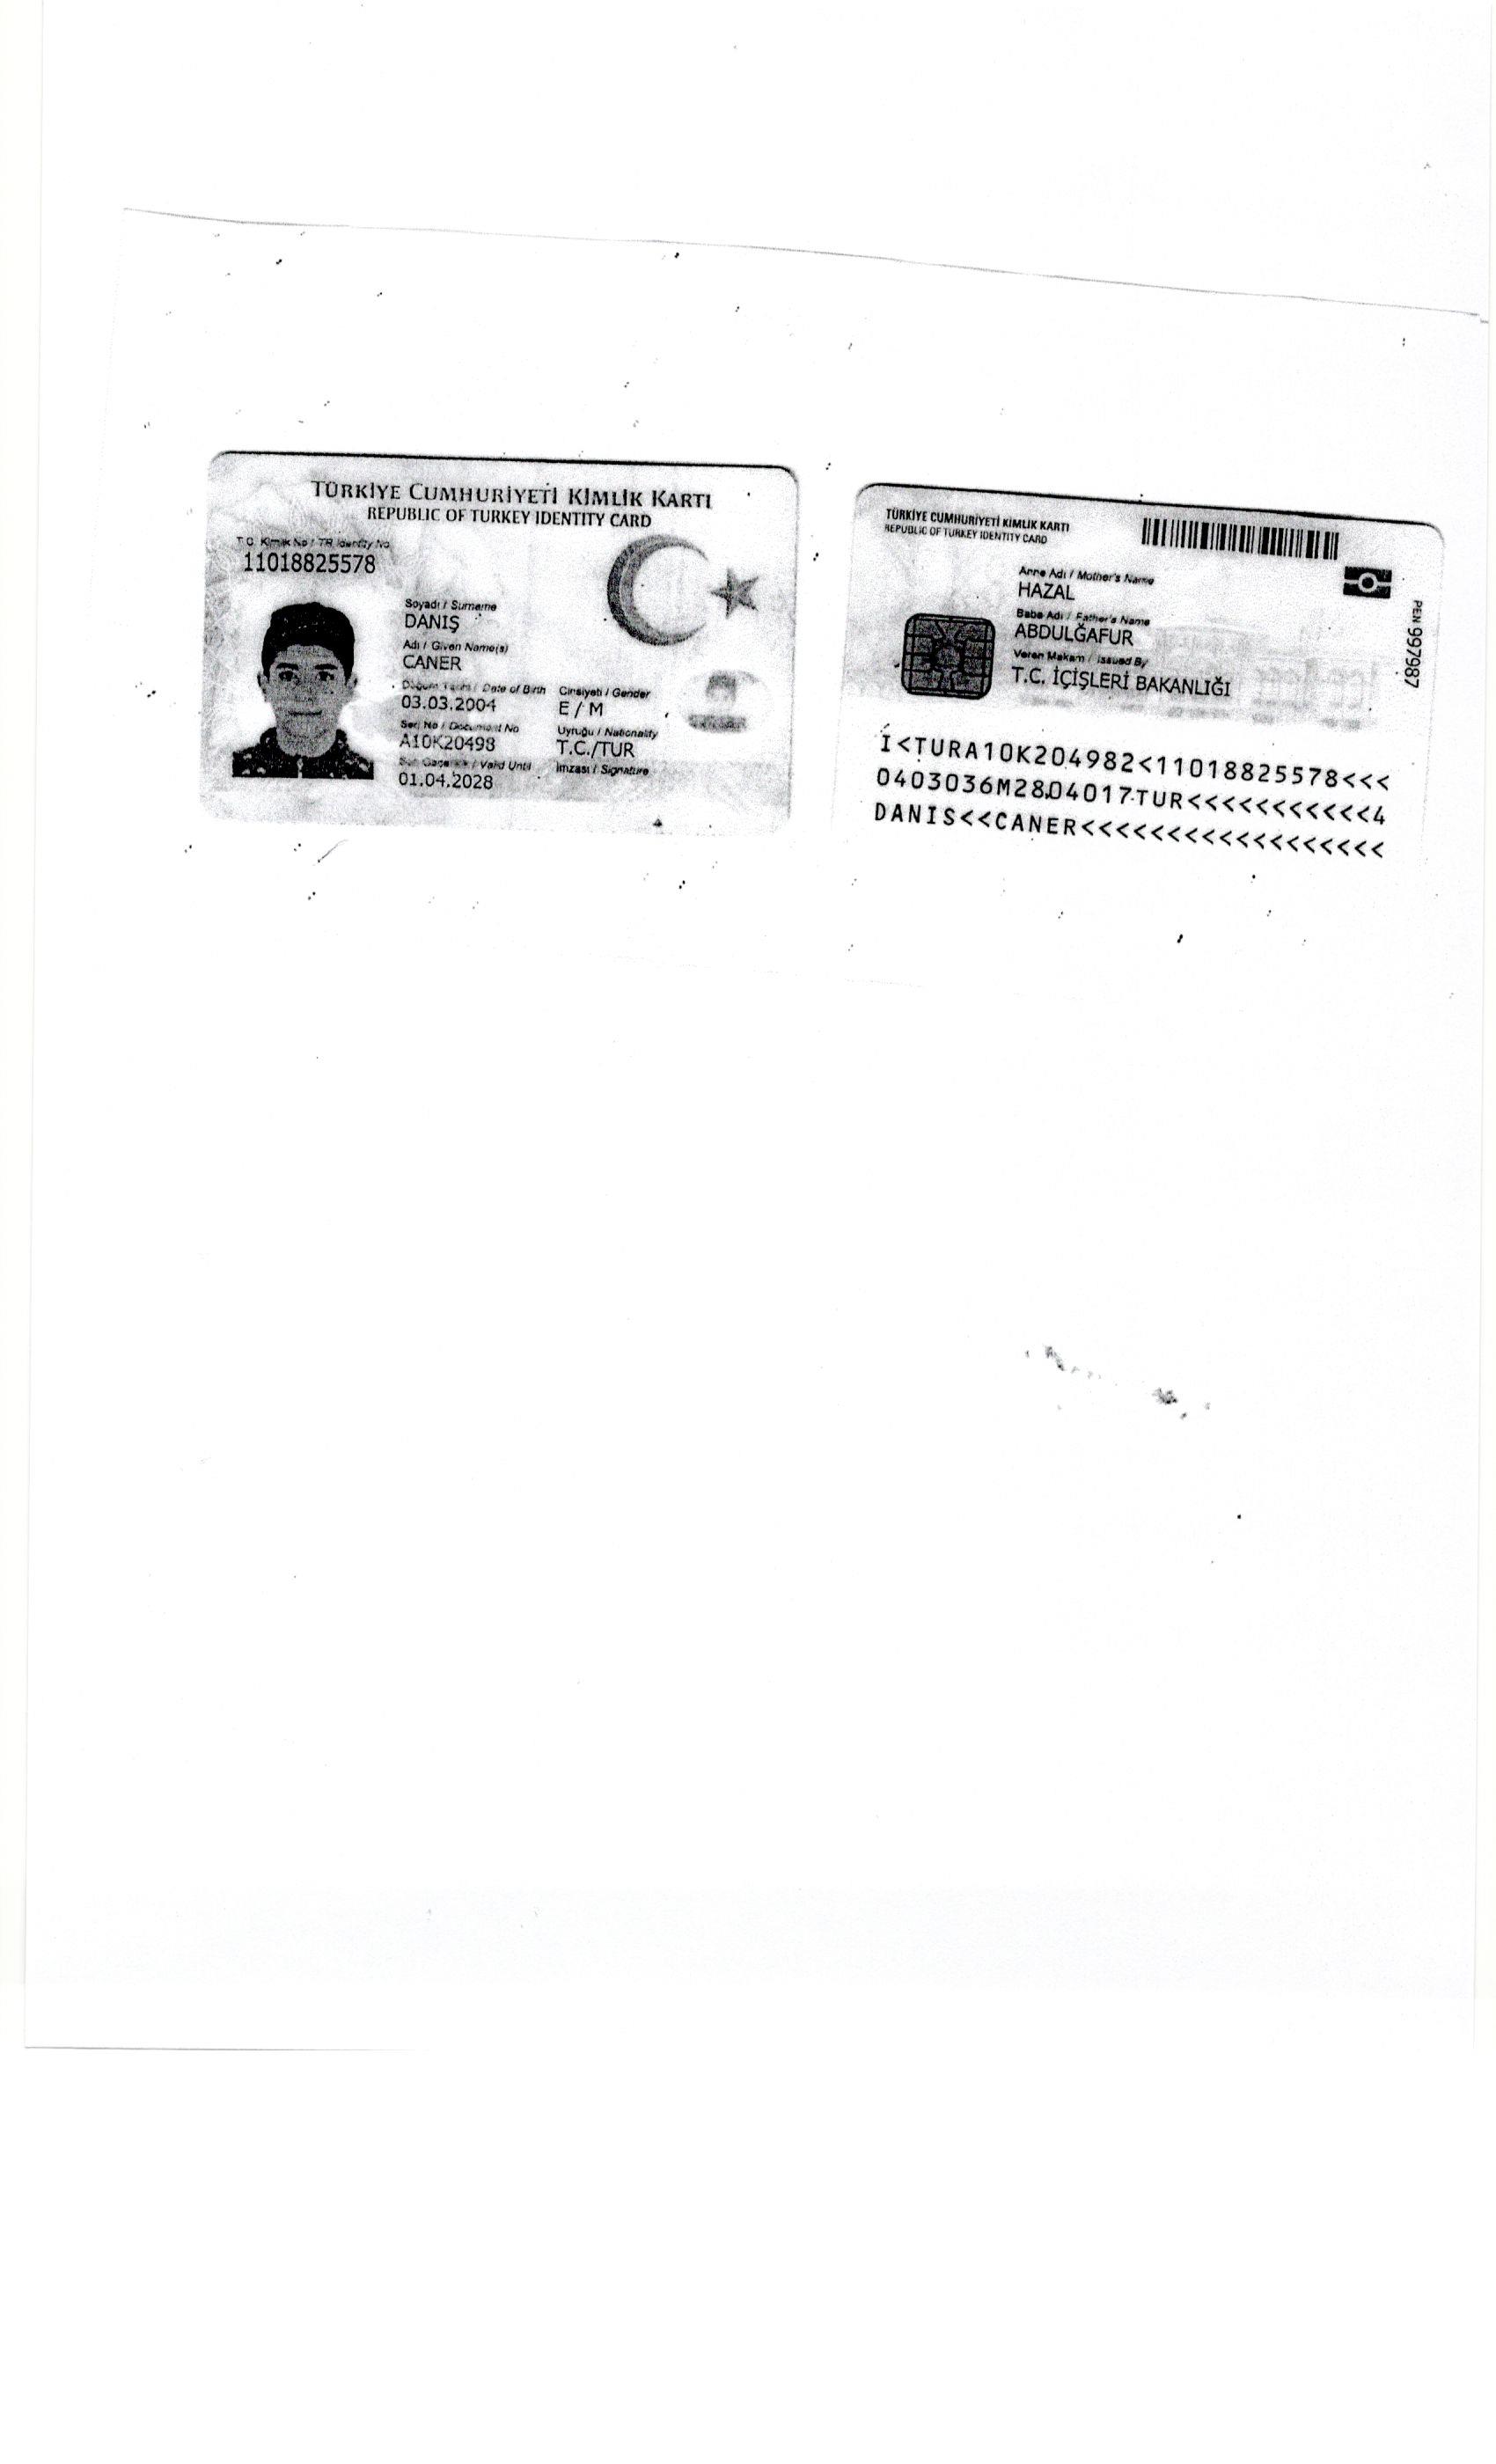 TÜRKİYE CUMHURİYETİ KİMLİK KARTI
REPUBLIC OF TURKEY IDENTITY CARD
T.C. Kimlik No / TR Identity No
11018825578
Soyadı / Surname
DANIŞ
Adı / Given Name(s)
CANER
Doğum Tarihi / Date of Birth Cinsiyeti / Gender
03.03.2004 E / M
Seri No / Document No Uyruğu / Nationality
A10K20498 T.C./TUR
/ Valid Until İmzası / Signature
01.04.2028
TÜRKİYE CUMHURİYETİ KİMLİK KARTI
REPUBLIC OF TURKEY IDENTITY CARD
Anne Adı / Mother's Name
HAZAL
Baba Adı / Father's Name
ABDULĞAFUR
Veren Makam / Issued By
T.C. İÇİŞLERİ BAKANLIĞI
PEN 997987
I<TURA10K204982<11018825578<<<
0403036M2804017TUR<<<<<<<<<<<4
DANIS<<CANER<<<<<<<<<<<<<<<<<<